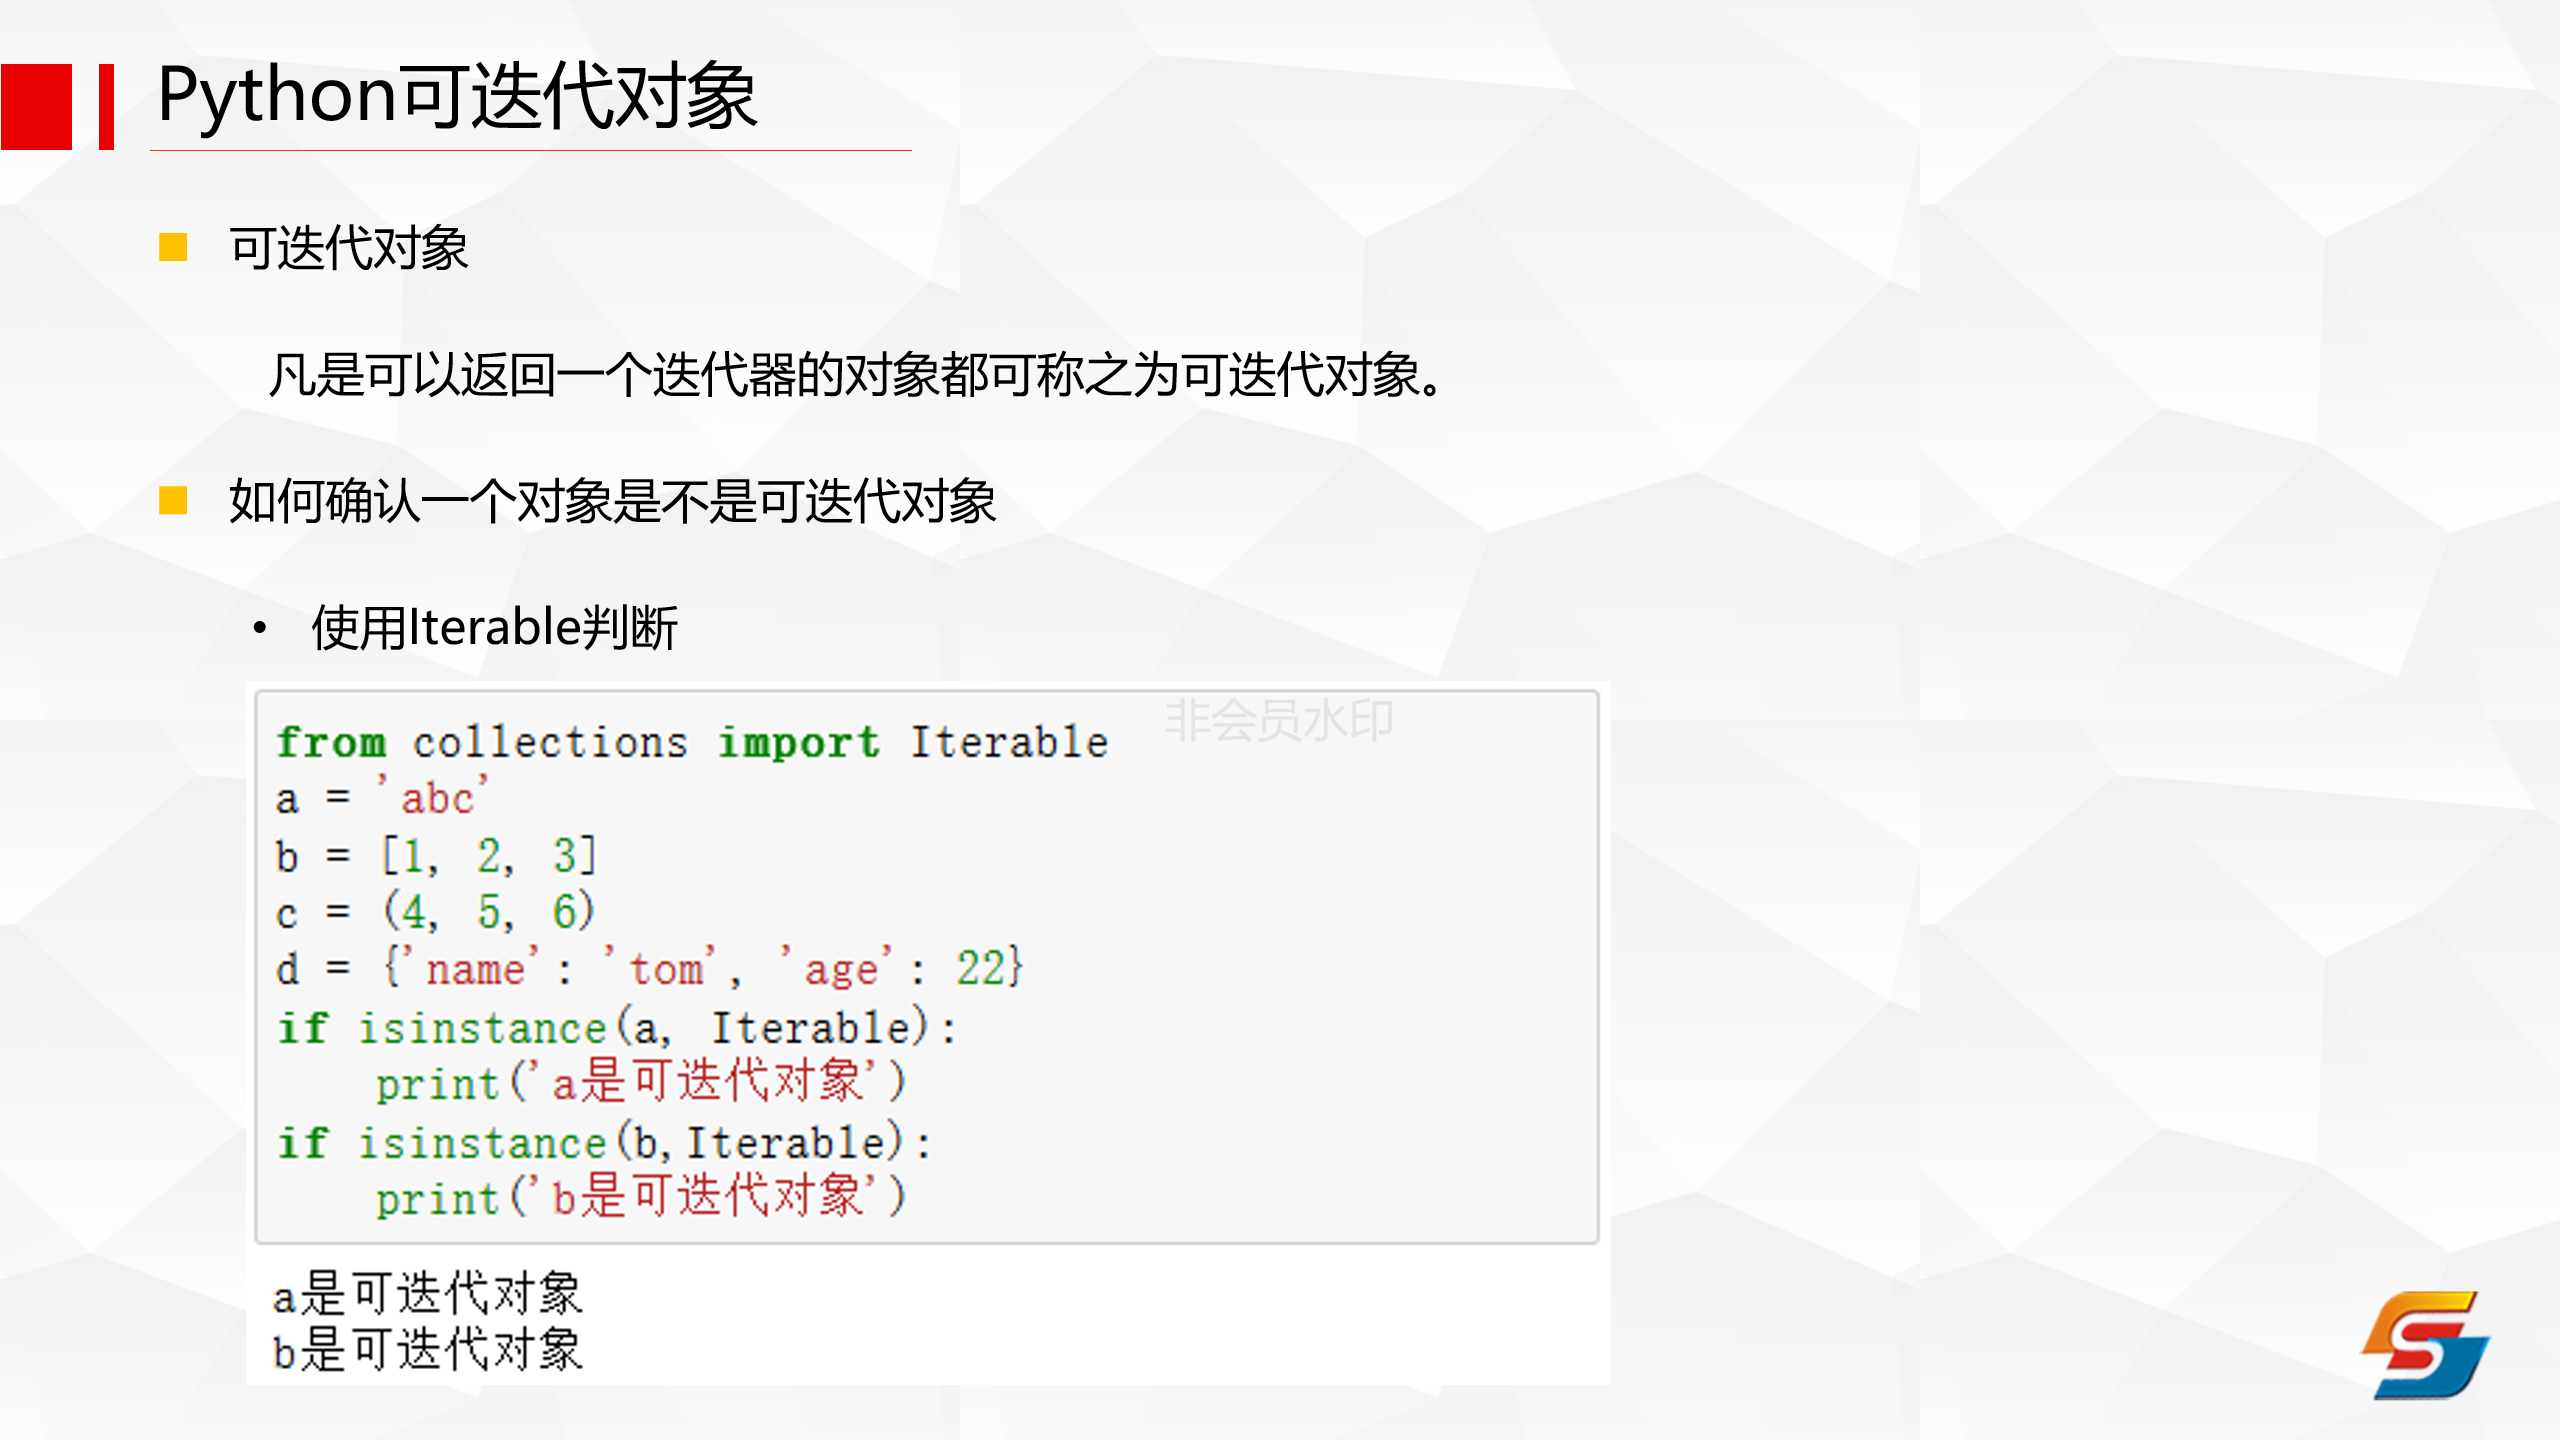 Python可迭代对象
■ 可迭代对象
凡是可以返回一个迭代器的对象都可称之为可迭代对象。
■ 如何确认一个对象是不是可迭代对象
• 使用Iterable判断
非会员水印
from collections import Iterable
a = 'abc'
b = [1, 2, 3]
c = (4, 5, 6)
d = {'name': 'tom', 'age': 22}
if isinstance(a, Iterable):
    print('a是可迭代对象')
if isinstance(b,Iterable):
    print('b是可迭代对象')
a是可迭代对象
b是可迭代对象